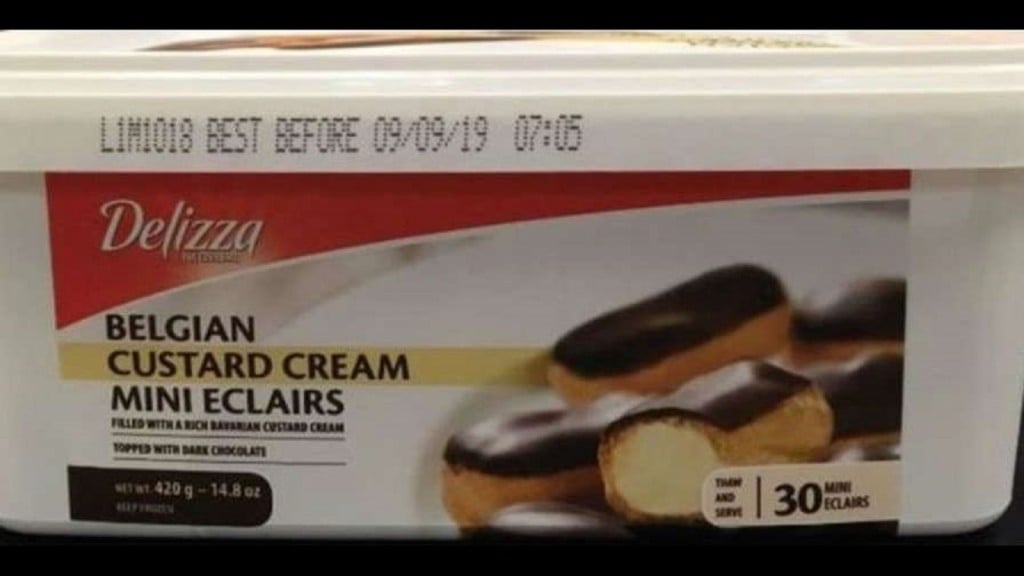 L1M1018 BEST BEFORE 09/09/19 07:05
Delizza
PATISSERIE
BELGIAN
CUSTARD CREAM
MINI ECLAIRS
FILLED WITH A RICH BAVARIAN CUSTARD CREAM
TOPPED WITH DARK CHOCOLATE
NET WT. 420 g – 14.8 oz
KEEP FROZEN
THAW
AND
SERVE
30 MINI
ECLAIRS